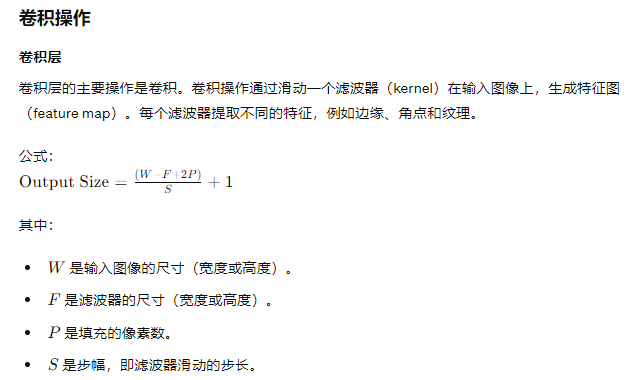 卷积操作
卷积层
卷积层的主要操作是卷积。卷积操作通过滑动一个滤波器（kernel）在输入图像上，生成特征图
（feature map）。每个滤波器提取不同的特征，例如边缘、角点和纹理。
公式：
Output Size = (W−F+2P)/S + 1
其中：
• W 是输入图像的尺寸（宽度或高度）。
• F 是滤波器的尺寸（宽度或高度）。
• P 是填充的像素数。
• S 是步幅，即滤波器滑动的步长。